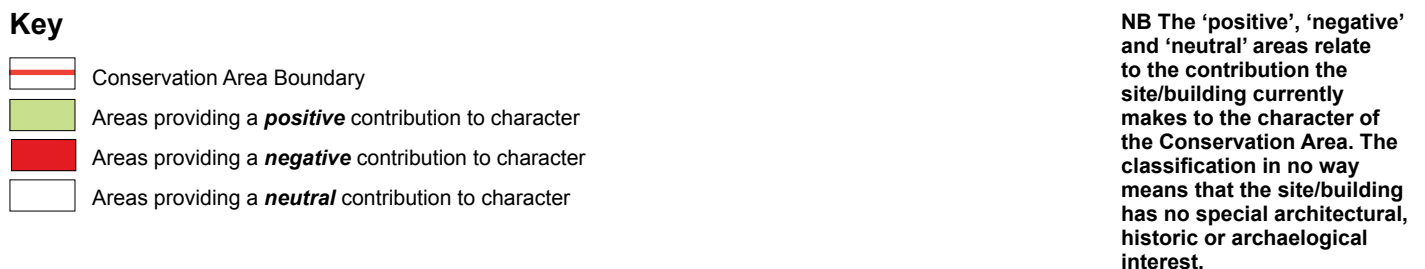 Key
Conservation Area Boundary
Areas providing a positive contribution to character
Areas providing a negative contribution to character
Areas providing a neutral contribution to character
NB The ‘positive’, ‘negative’
and ‘neutral’ areas relate
to the contribution the
site/building currently
makes to the character of
the Conservation Area. The
classification in no way
means that the site/building
has no special architectural,
historic or archaelogical
interest.